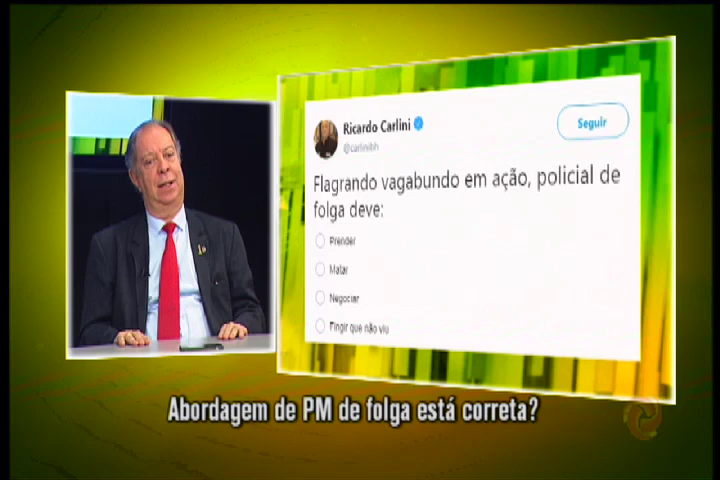 Ricardo Carlini
@carlinibh
Seguir
Flagrando vagabundo em ação, policial de
folga deve:
Prender
Matar
Negociar
Fingir que não viu
Abordagem de PM de folga está correta?